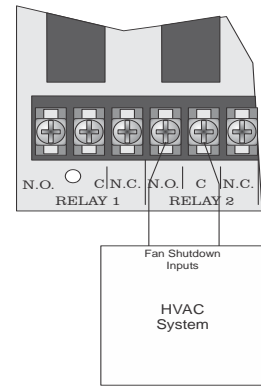 N.O. C N.C. N.O. C N.C.
RELAY 1 RELAY 2
Fan Shutdown
Inputs
HVAC
System